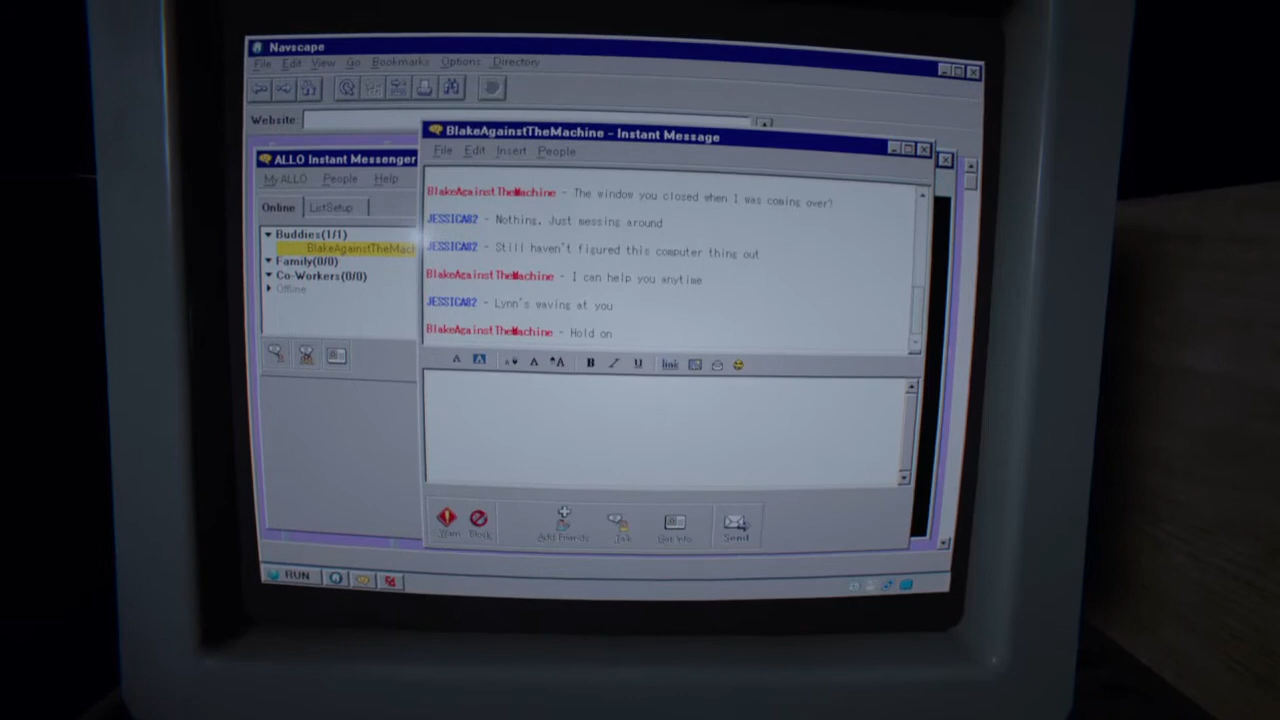 Navscape
File Edit View Go Bookmarks Options Directory
Website:
BlakeAgainstTheMachine - Instant Message
File Edit Insert People
ALLO Instant Messenger
My ALLO People Help
Online List Setup
Buddies(1/1)
BlakeAgainstTheMach
Family(0/0)
Co-Workers(0/0)
Offline
BlakeAgainstTheMachine - The window you closed when I was coming over?
JESSICA82 - Nothing. Just messing around
JESSICA82 - Still haven't figured this computer thing out
BlakeAgainstTheMachine - I can help you anytime
JESSICA82 - Lynn's waving at you
BlakeAgainstTheMachine - Hold on
A A A A A B I U link
Warn Block Add Friends Talk Get Info Send
RUN